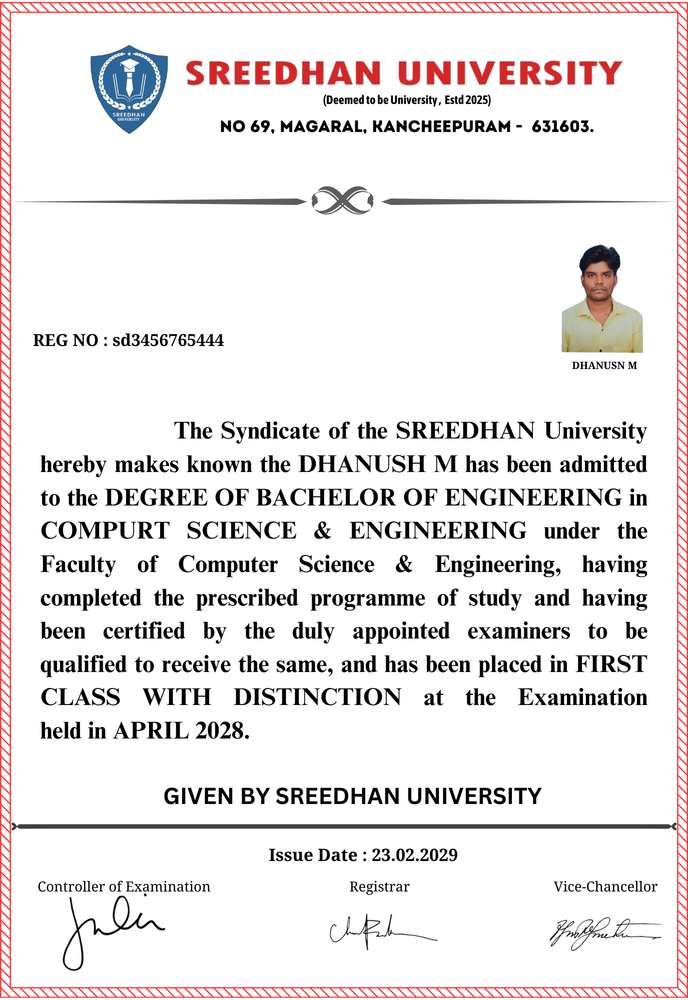 SREEDHAN
UNIVERSITY
SREEDHAN UNIVERSITY
(Deemed to be University, Estd 2025)
NO 69, MAGARAL, KANCHEEPURAM - 631603.
REG NO : sd3456765444
DHANUSN M
The Syndicate of the SREEDHAN University
hereby makes known the DHANUSH M has been admitted
to the DEGREE OF BACHELOR OF ENGINEERING in
COMPURT SCIENCE & ENGINEERING under the
Faculty of Computer Science & Engineering, having
completed the prescribed programme of study and having
been certified by the duly appointed examiners to be
qualified to receive the same, and has been placed in FIRST
CLASS WITH DISTINCTION at the Examination
held in APRIL 2028.
GIVEN BY SREEDHAN UNIVERSITY
Issue Date : 23.02.2029
Controller of Examination Registrar Vice-Chancellor